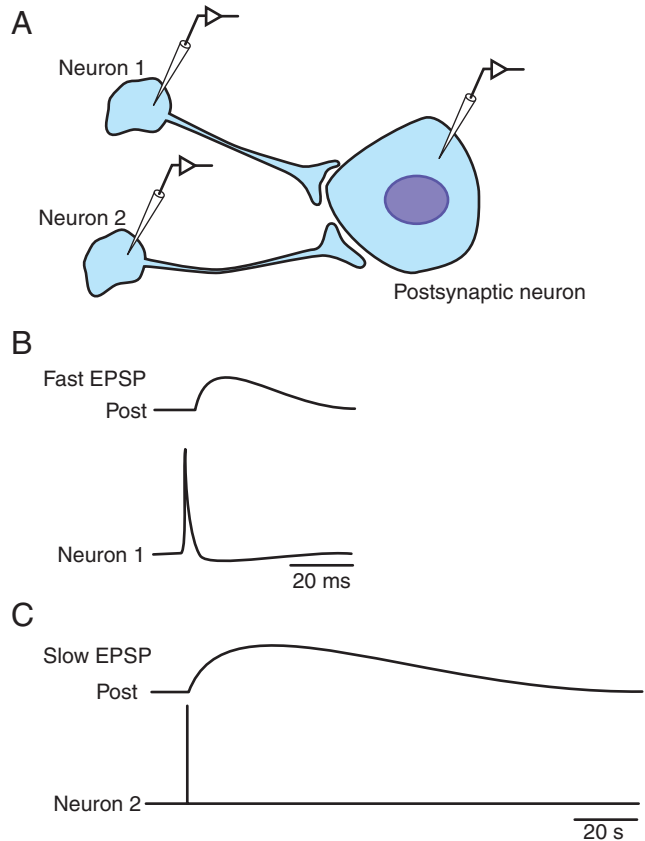 A
Neuron 1
Neuron 2
Postsynaptic neuron
B
Fast EPSP
Post
Neuron 1
20 ms
C
Slow EPSP
Post
Neuron 2
20 s